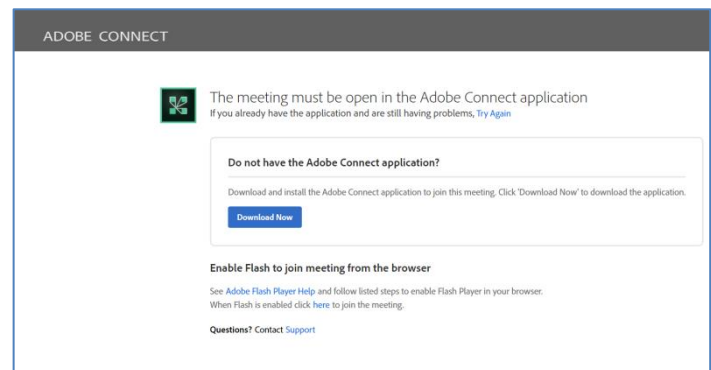 ADOBE CONNECT
The meeting must be open in the Adobe Connect application
If you already have the application and are still having problems, Try Again
Do not have the Adobe Connect application?
Download and install the Adobe Connect application to join this meeting. Click 'Download Now' to download the application.
Download Now
Enable Flash to join meeting from the browser
See Adobe Flash Player Help and follow listed steps to enable Flash Player in your browser.
When Flash is enabled click here to join the meeting.
Questions? Contact Support